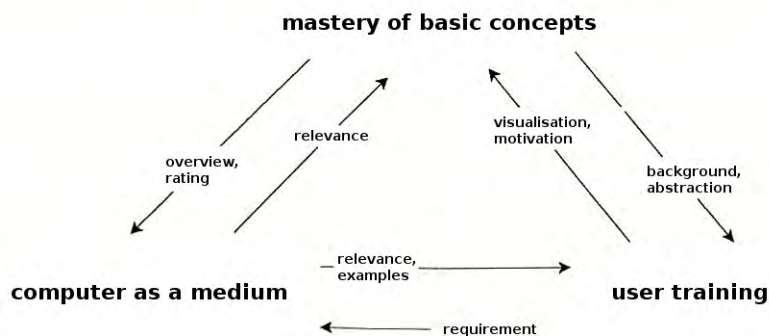 mastery of basic concepts
relevance
visualisation,
motivation
overview,
rating
background,
abstraction
relevance,
examples
computer as a medium
user training
requirement